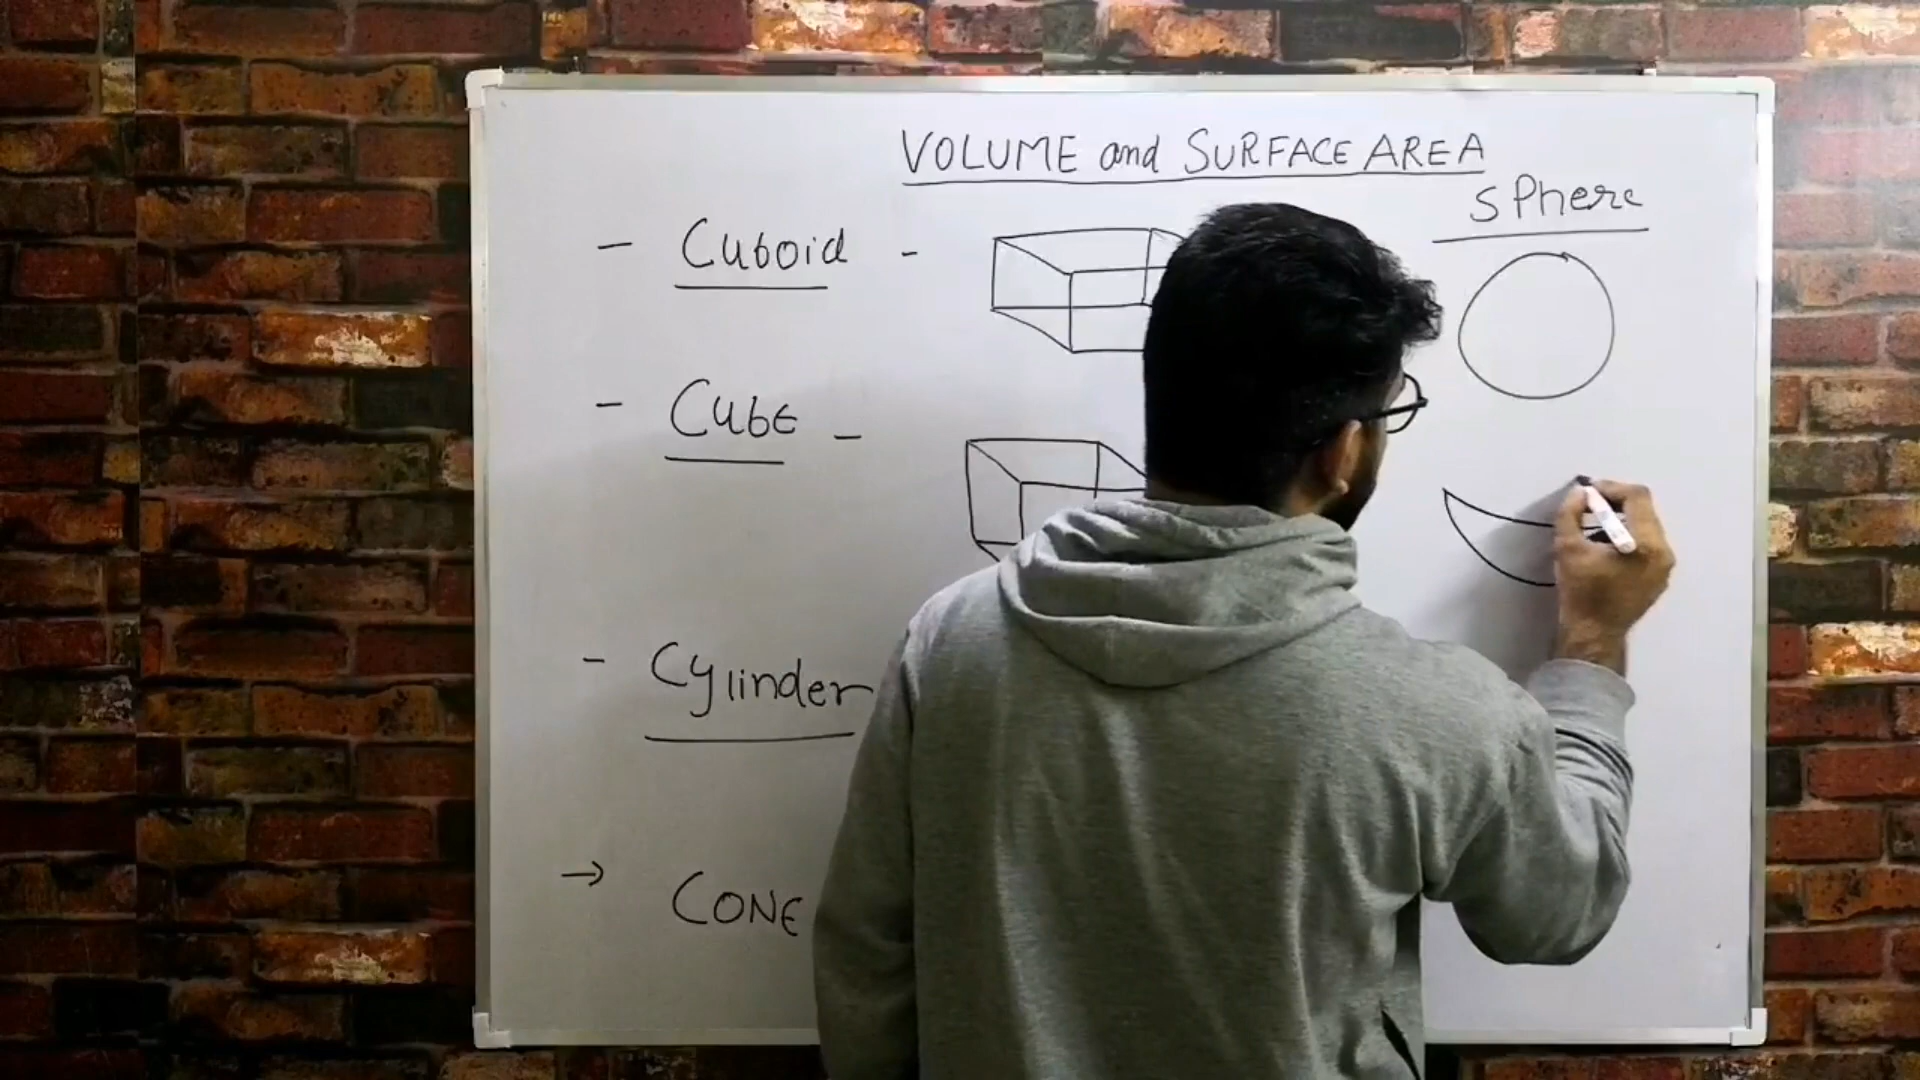 VOLUME and SURFACE AREA
SPhere
- Cuboid -
- CubE -
- Cylinder
→ CONE